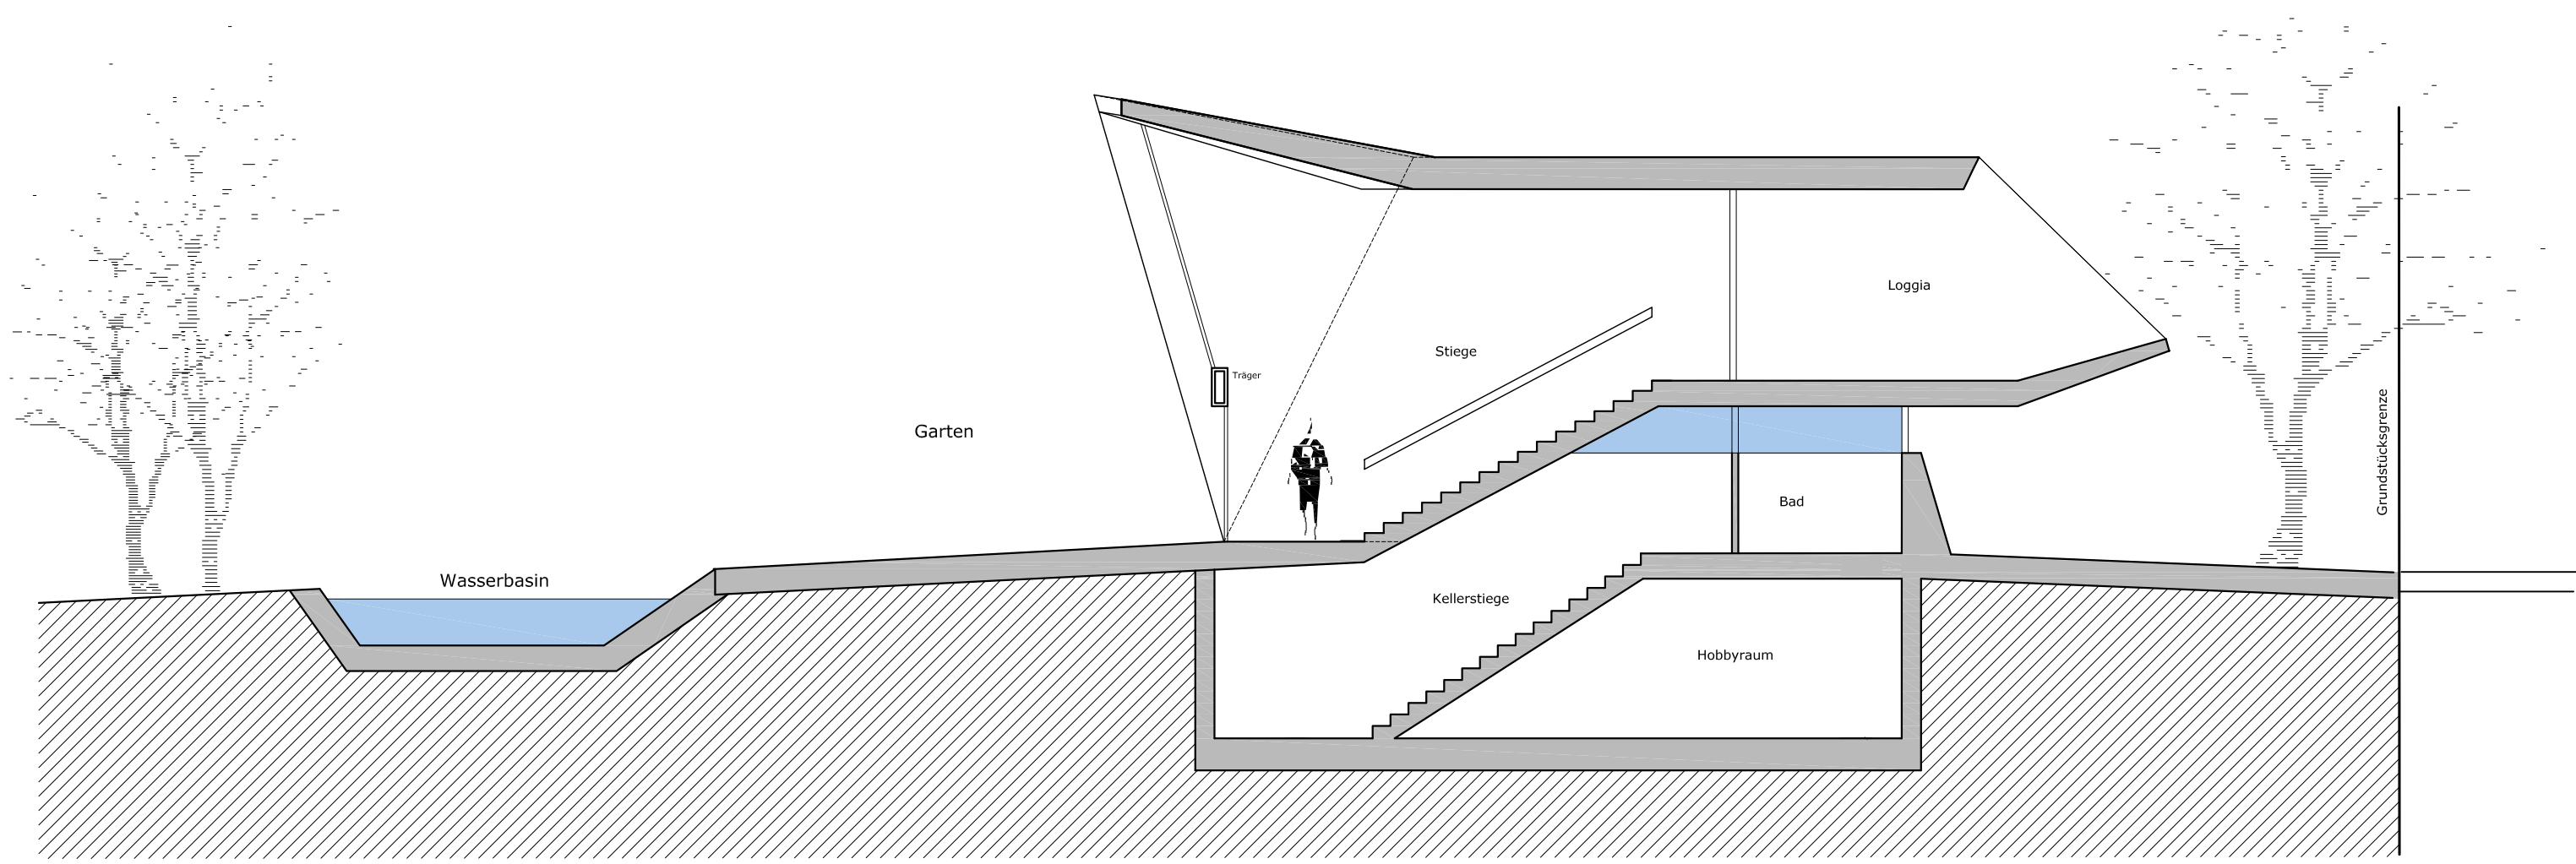 Loggia
Stiege
Träger
Garten
Grundstücksgrenze
Bad
Wasserbasin
Kellerstiege
Hobbyraum